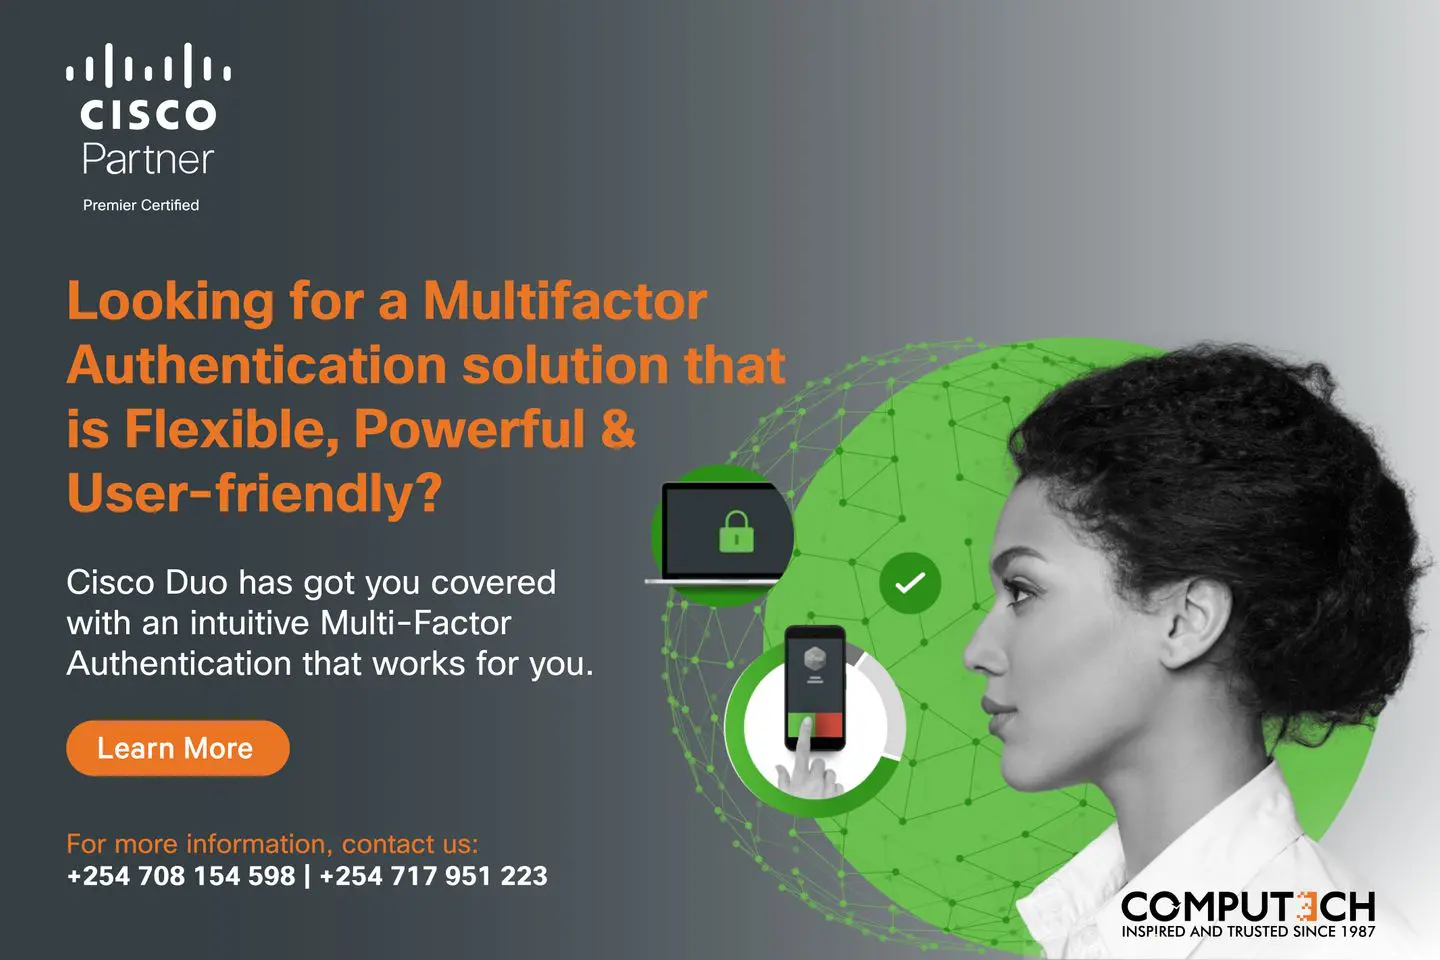 CISCO
Partner
Premier Certified
Looking for a Multifactor
Authentication solution that
is Flexible, Powerful &
User-friendly?
Cisco Duo has got you covered
with an intuitive Multi-Factor
Authentication that works for you.
Learn More
For more information, contact us:
+254 708 154 598 | +254 717 951 223
COMPUTECH
INSPIRED AND TRUSTED SINCE 1987